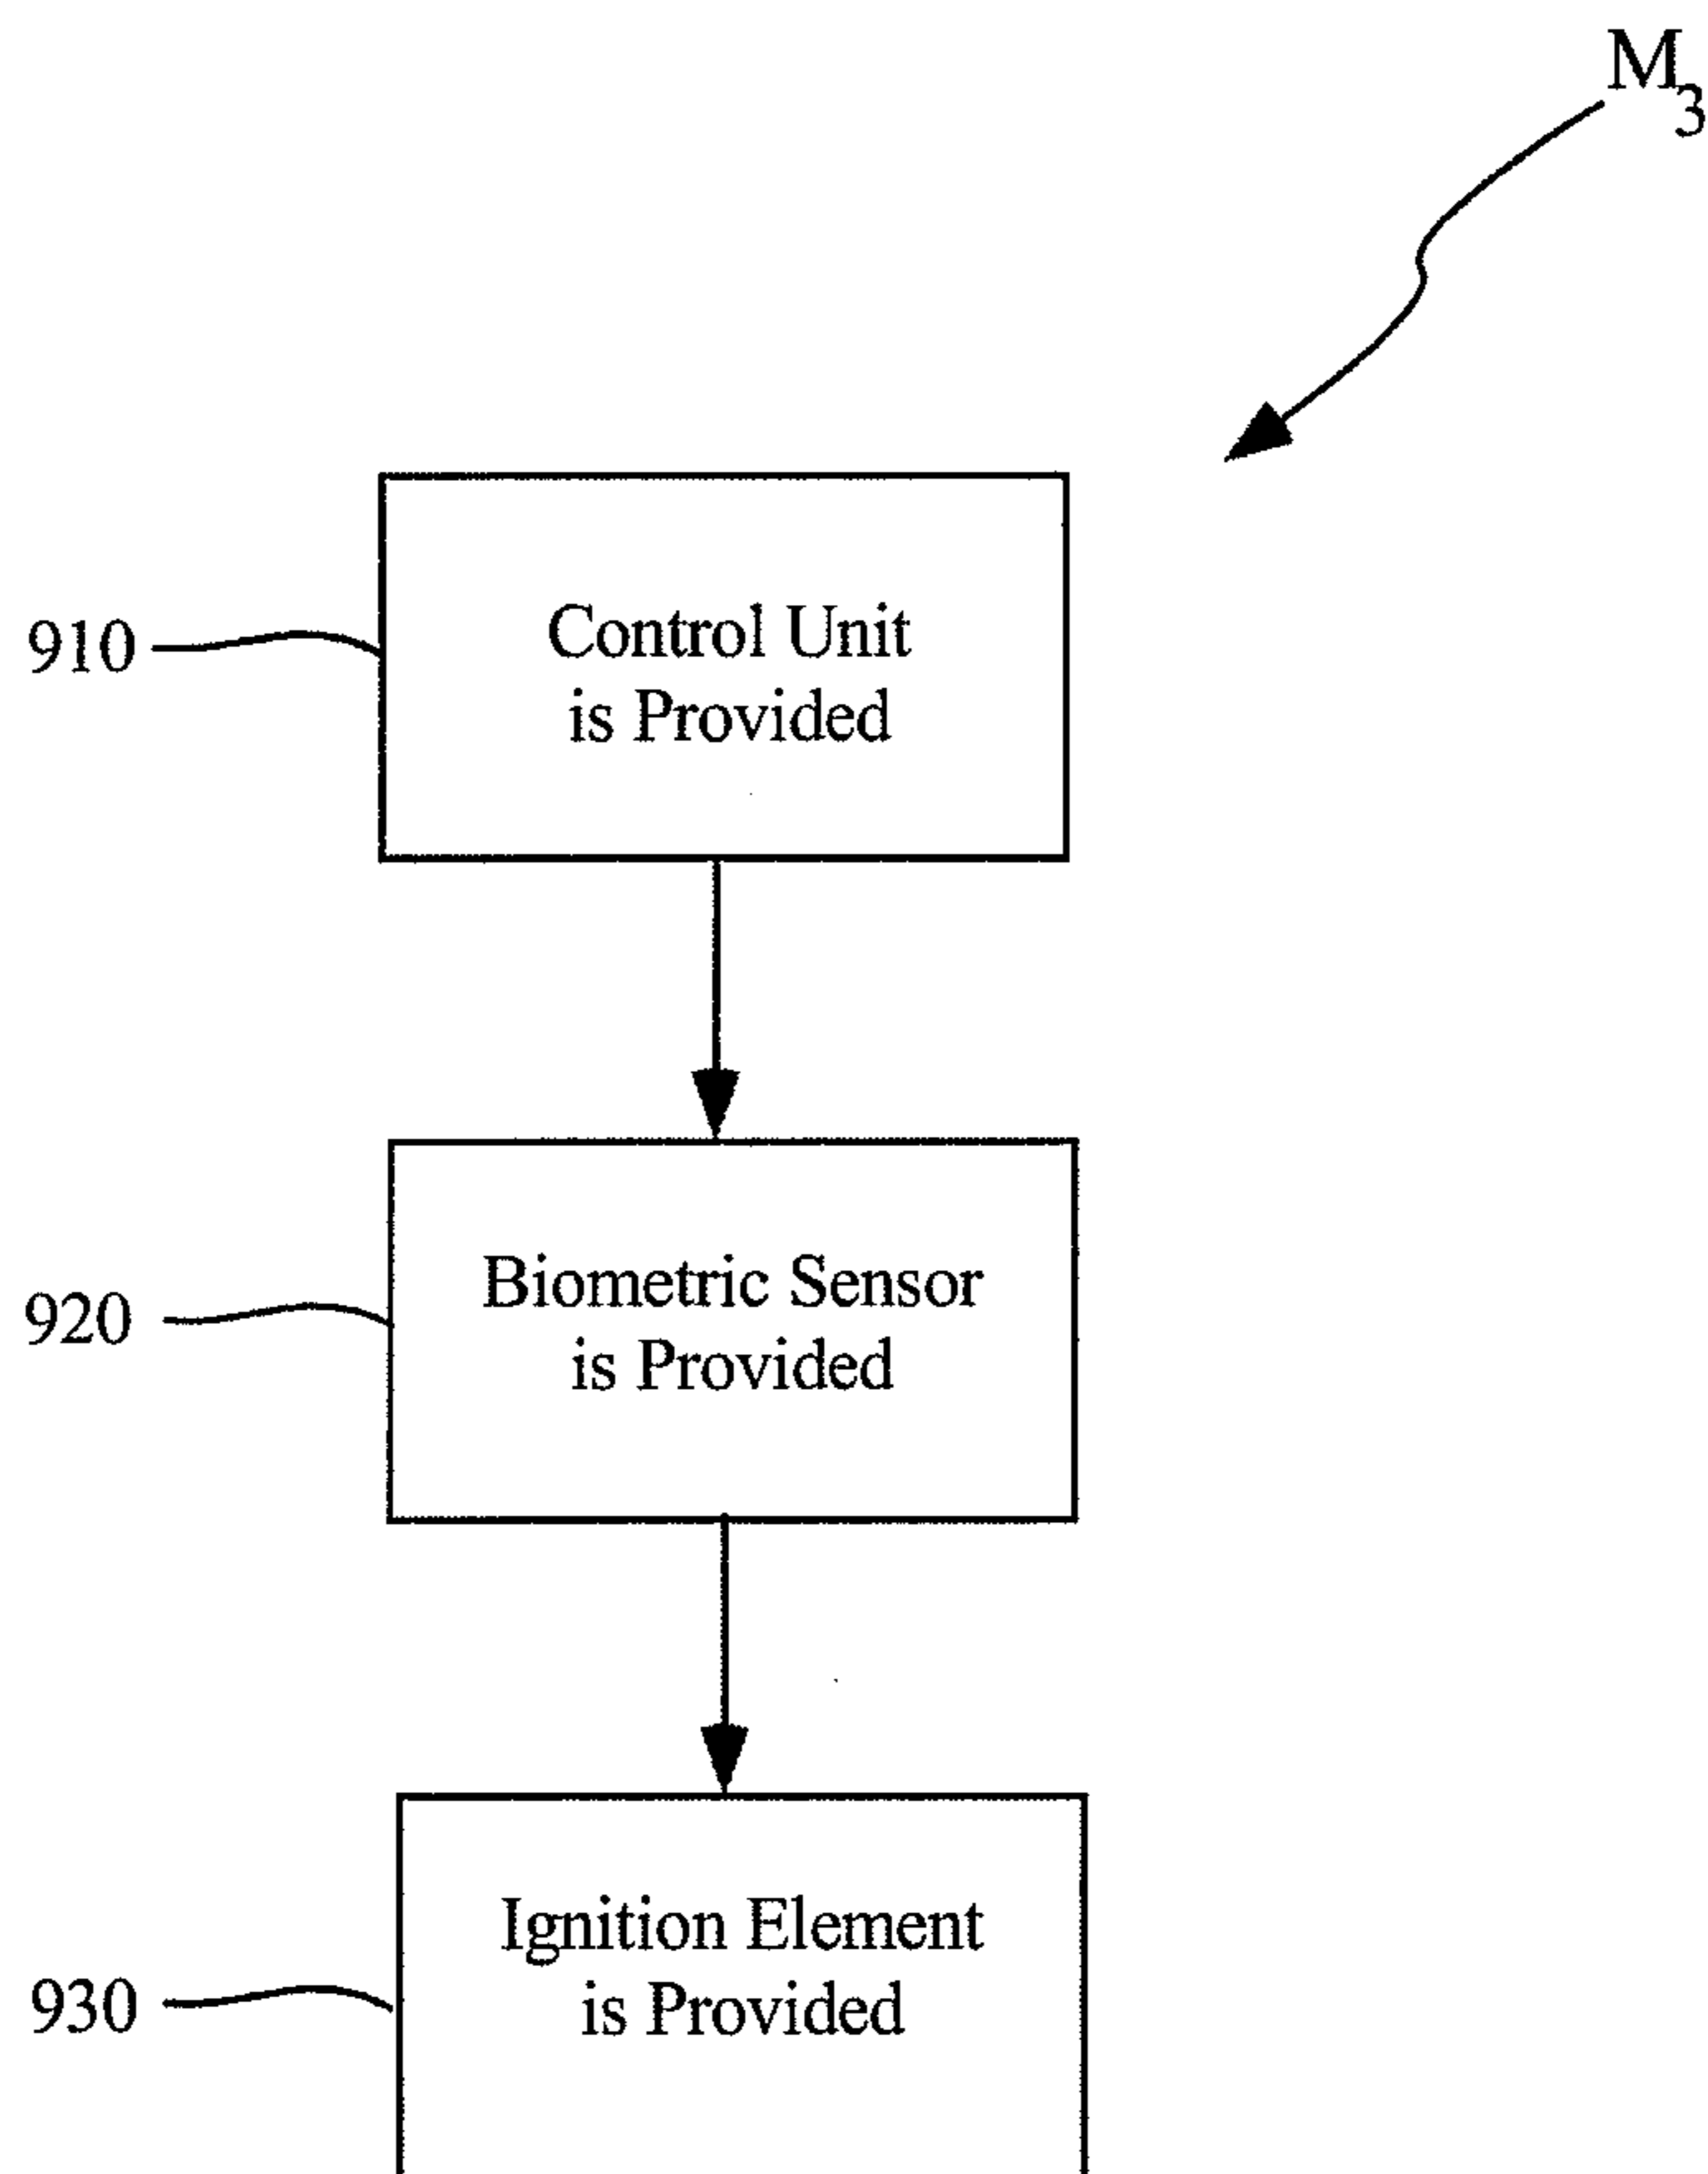 M3
910
Control Unit
is Provided
920
Biometric Sensor
is Provided
930
Ignition Element
is Provided